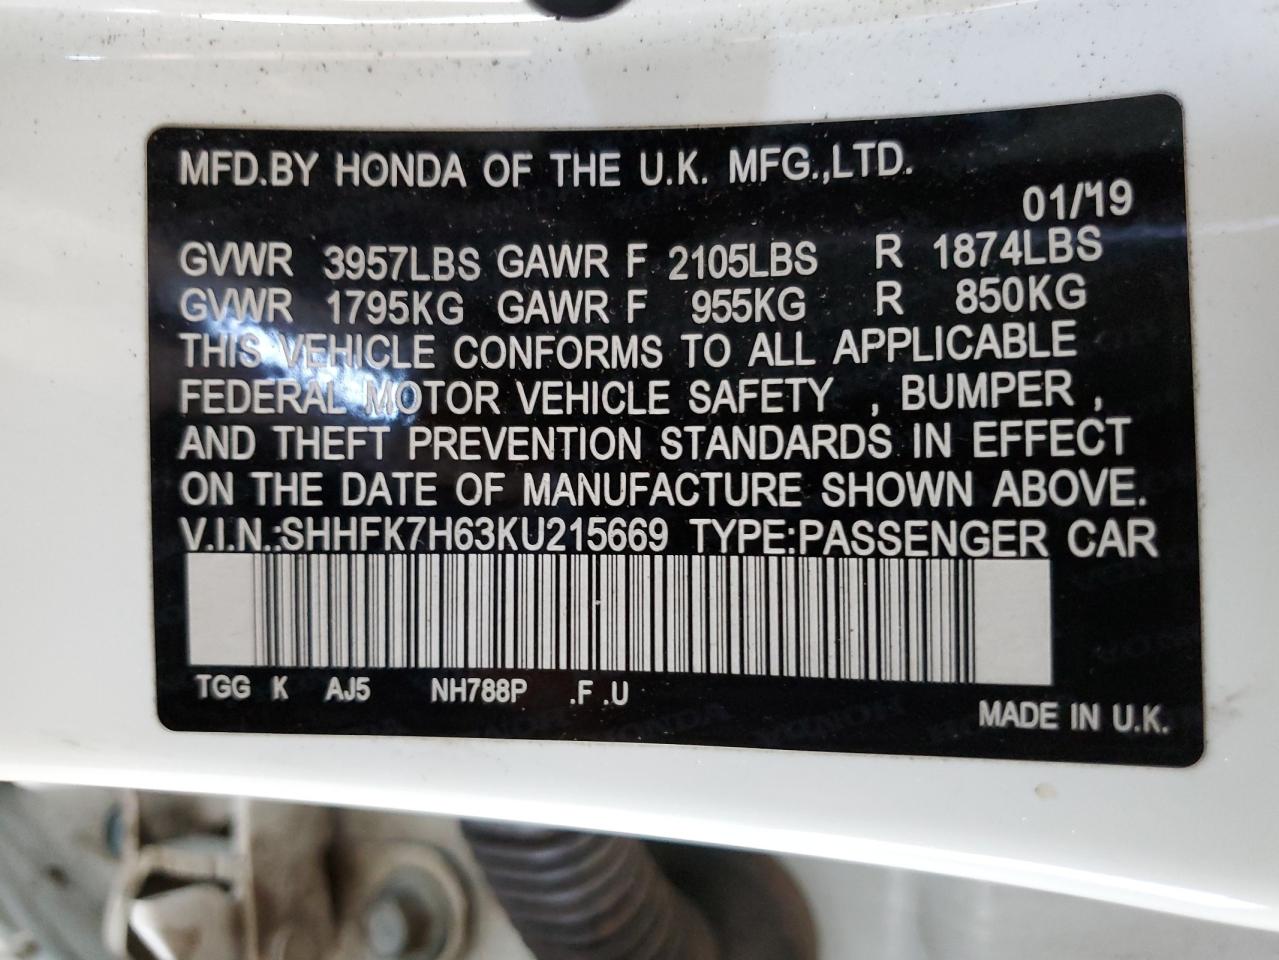 MFD.BY HONDA OF THE U.K. MFG.,LTD.
01/19
GVWR 3957LBS GAWR F 2105LBS R 1874LBS
GVWR 1795KG GAWR F 955KG R 850KG
THIS VEHICLE CONFORMS TO ALL APPLICABLE
FEDERAL MOTOR VEHICLE SAFETY , BUMPER ,
AND THEFT PREVENTION STANDARDS IN EFFECT
ON THE DATE OF MANUFACTURE SHOWN ABOVE.
V.I.N.:SHHFK7H63KU215669 TYPE:PASSENGER CAR
TGG K AJ5 NH788P .F .U
MADE IN U.K.